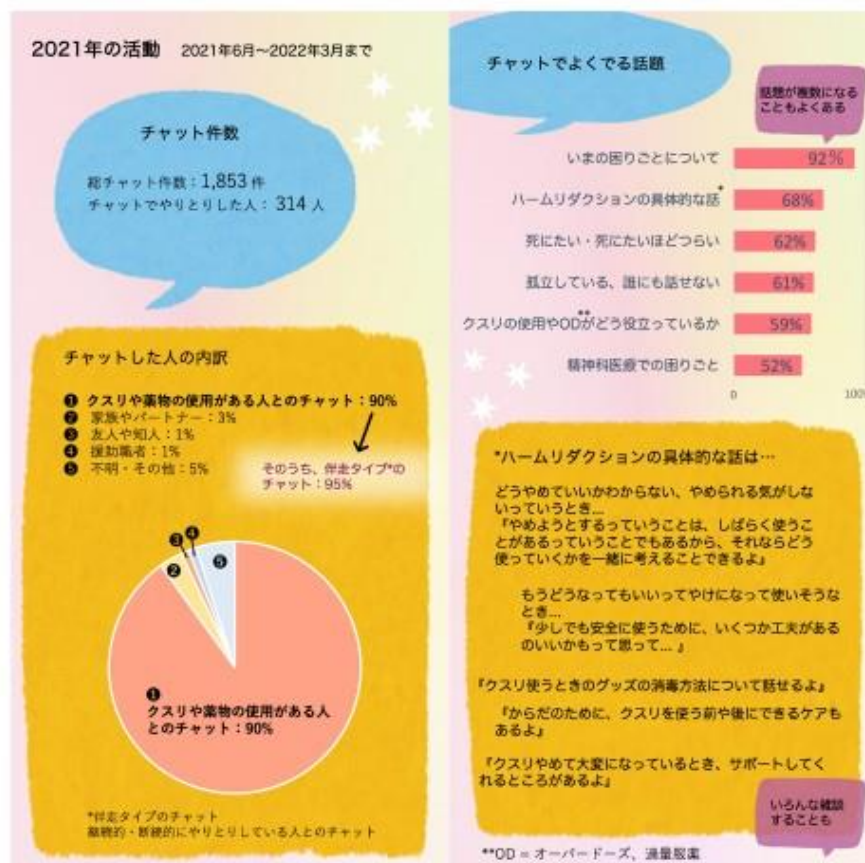 2021年の活動 2021年6月〜2022年3月まで
チャット件数
総チャット件数：1,853 件
チャットでやりとりした人： 314 人
チャットした人の内訳
❶ クスリや薬物の使用がある人とのチャット：90%
❷ 家族やパートナー：3%
❸ 友人や知人：1%
❹ 援助職者：1%
❺ 不明・その他：5%
そのうち、伴走タイプ*の
チャット：95%
❸
❹
❷
❺
❶
クスリや薬物の使用がある人
とのチャット：90%
*伴走タイプのチャット
継続的・断続的にやりとりしている人とのチャット
チャットでよくでる話題
話題が複数になる
こともよくある
いまの困りごとについて 92%
ハームリダクションの具体的な話* 68%
死にたい・死にたいほどつらい 62%
孤立している、誰にも話せない 61%
クスリの使用やOD**がどう役立っているか 59%
精神科医療での困りごと 52%
0 100%
*ハームリダクションの具体的な話は…
どうやめていいかわからない、やめられる気がしな
いっていうとき...
『やめようとするっていうことは、しばらく使うこ
とがあるっていうことでもあるから、それならどう
使っていくかを一緒に考えることできるよ』
もうどうなってもいいってやけになって使いそうな
とき...
『少しでも安全に使うために、いくつか工夫がある
のいいかもって思って... 』
『クスリ使うときのグッズの消毒方法について話せるよ』
『からだのために、クスリを使う前や後にできるケアも
あるよ』
『クスリやめて大変になっているとき、サポートしてく
れるところがあるよ』
いろんな雑談
することも
**OD = オーバードーズ、過量服薬